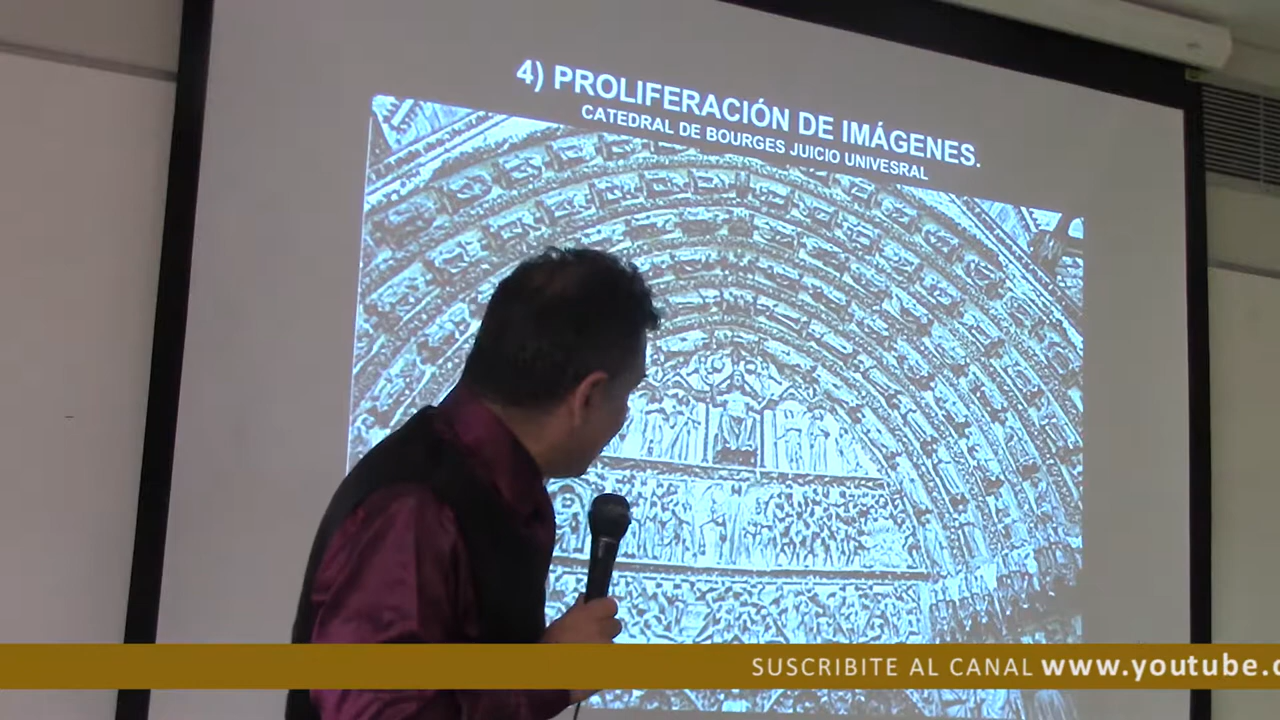 4) PROLIFERACIÓN DE IMÁGENES.
CATEDRAL DE BOURGES JUICIO UNIVESRAL
SUSCRIBITE AL CANAL www.youtube.c